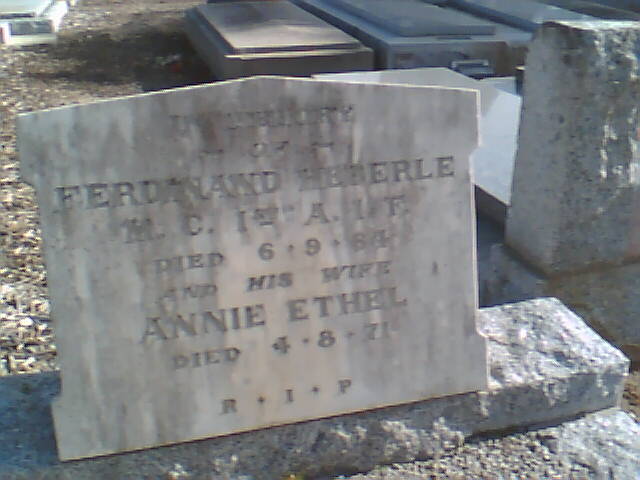 IN MEMORY
- OF -
FERDINAND HEBERLE
M. C. 1ST A. I. F.
DIED 6 · 9 · 64
AND HIS WIFE
ANNIE ETHEL
DIED 4 · 8 · 71
R · I · P